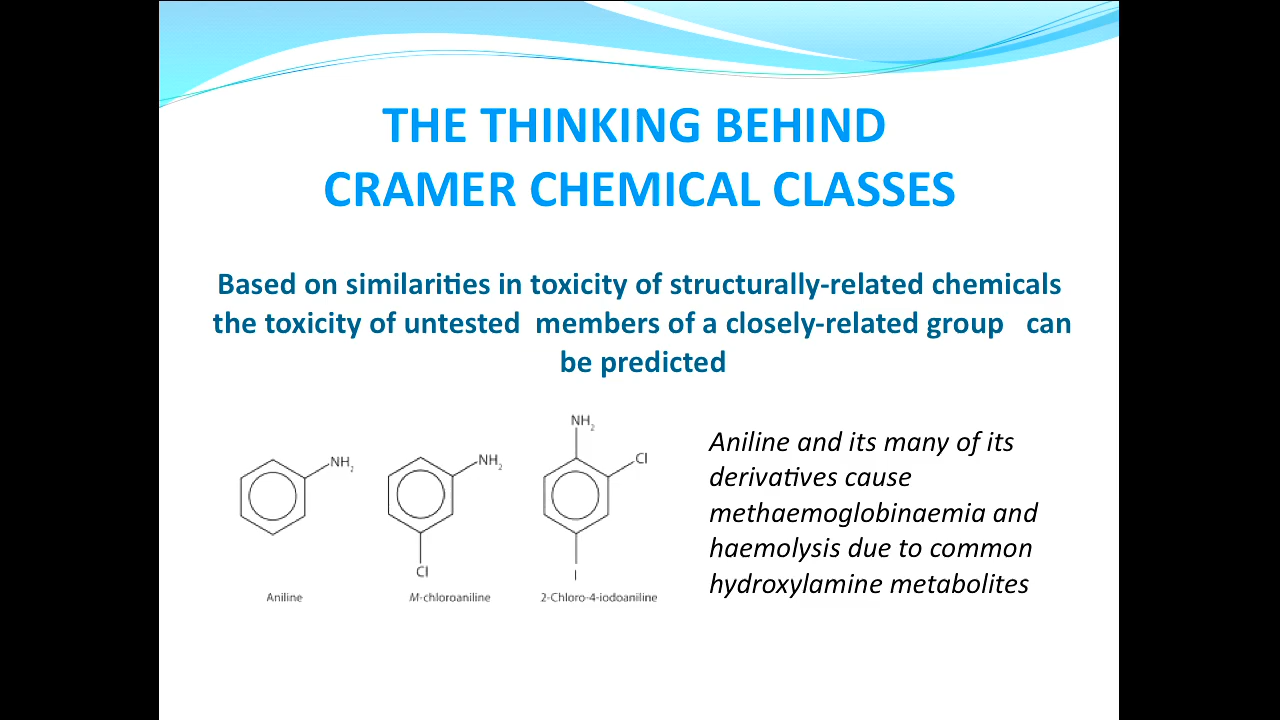 THE THINKING BEHIND
CRAMER CHEMICAL CLASSES
Based on similarities in toxicity of structurally-related chemicals
the toxicity of untested members of a closely-related group can
be predicted
NH2
Aniline
NH2
Cl
M-chloroaniline
NH2
Cl
I
2-Chloro-4-iodoaniline
Aniline and its many of its
derivatives cause
methaemoglobinaemia and
haemolysis due to common
hydroxylamine metabolites